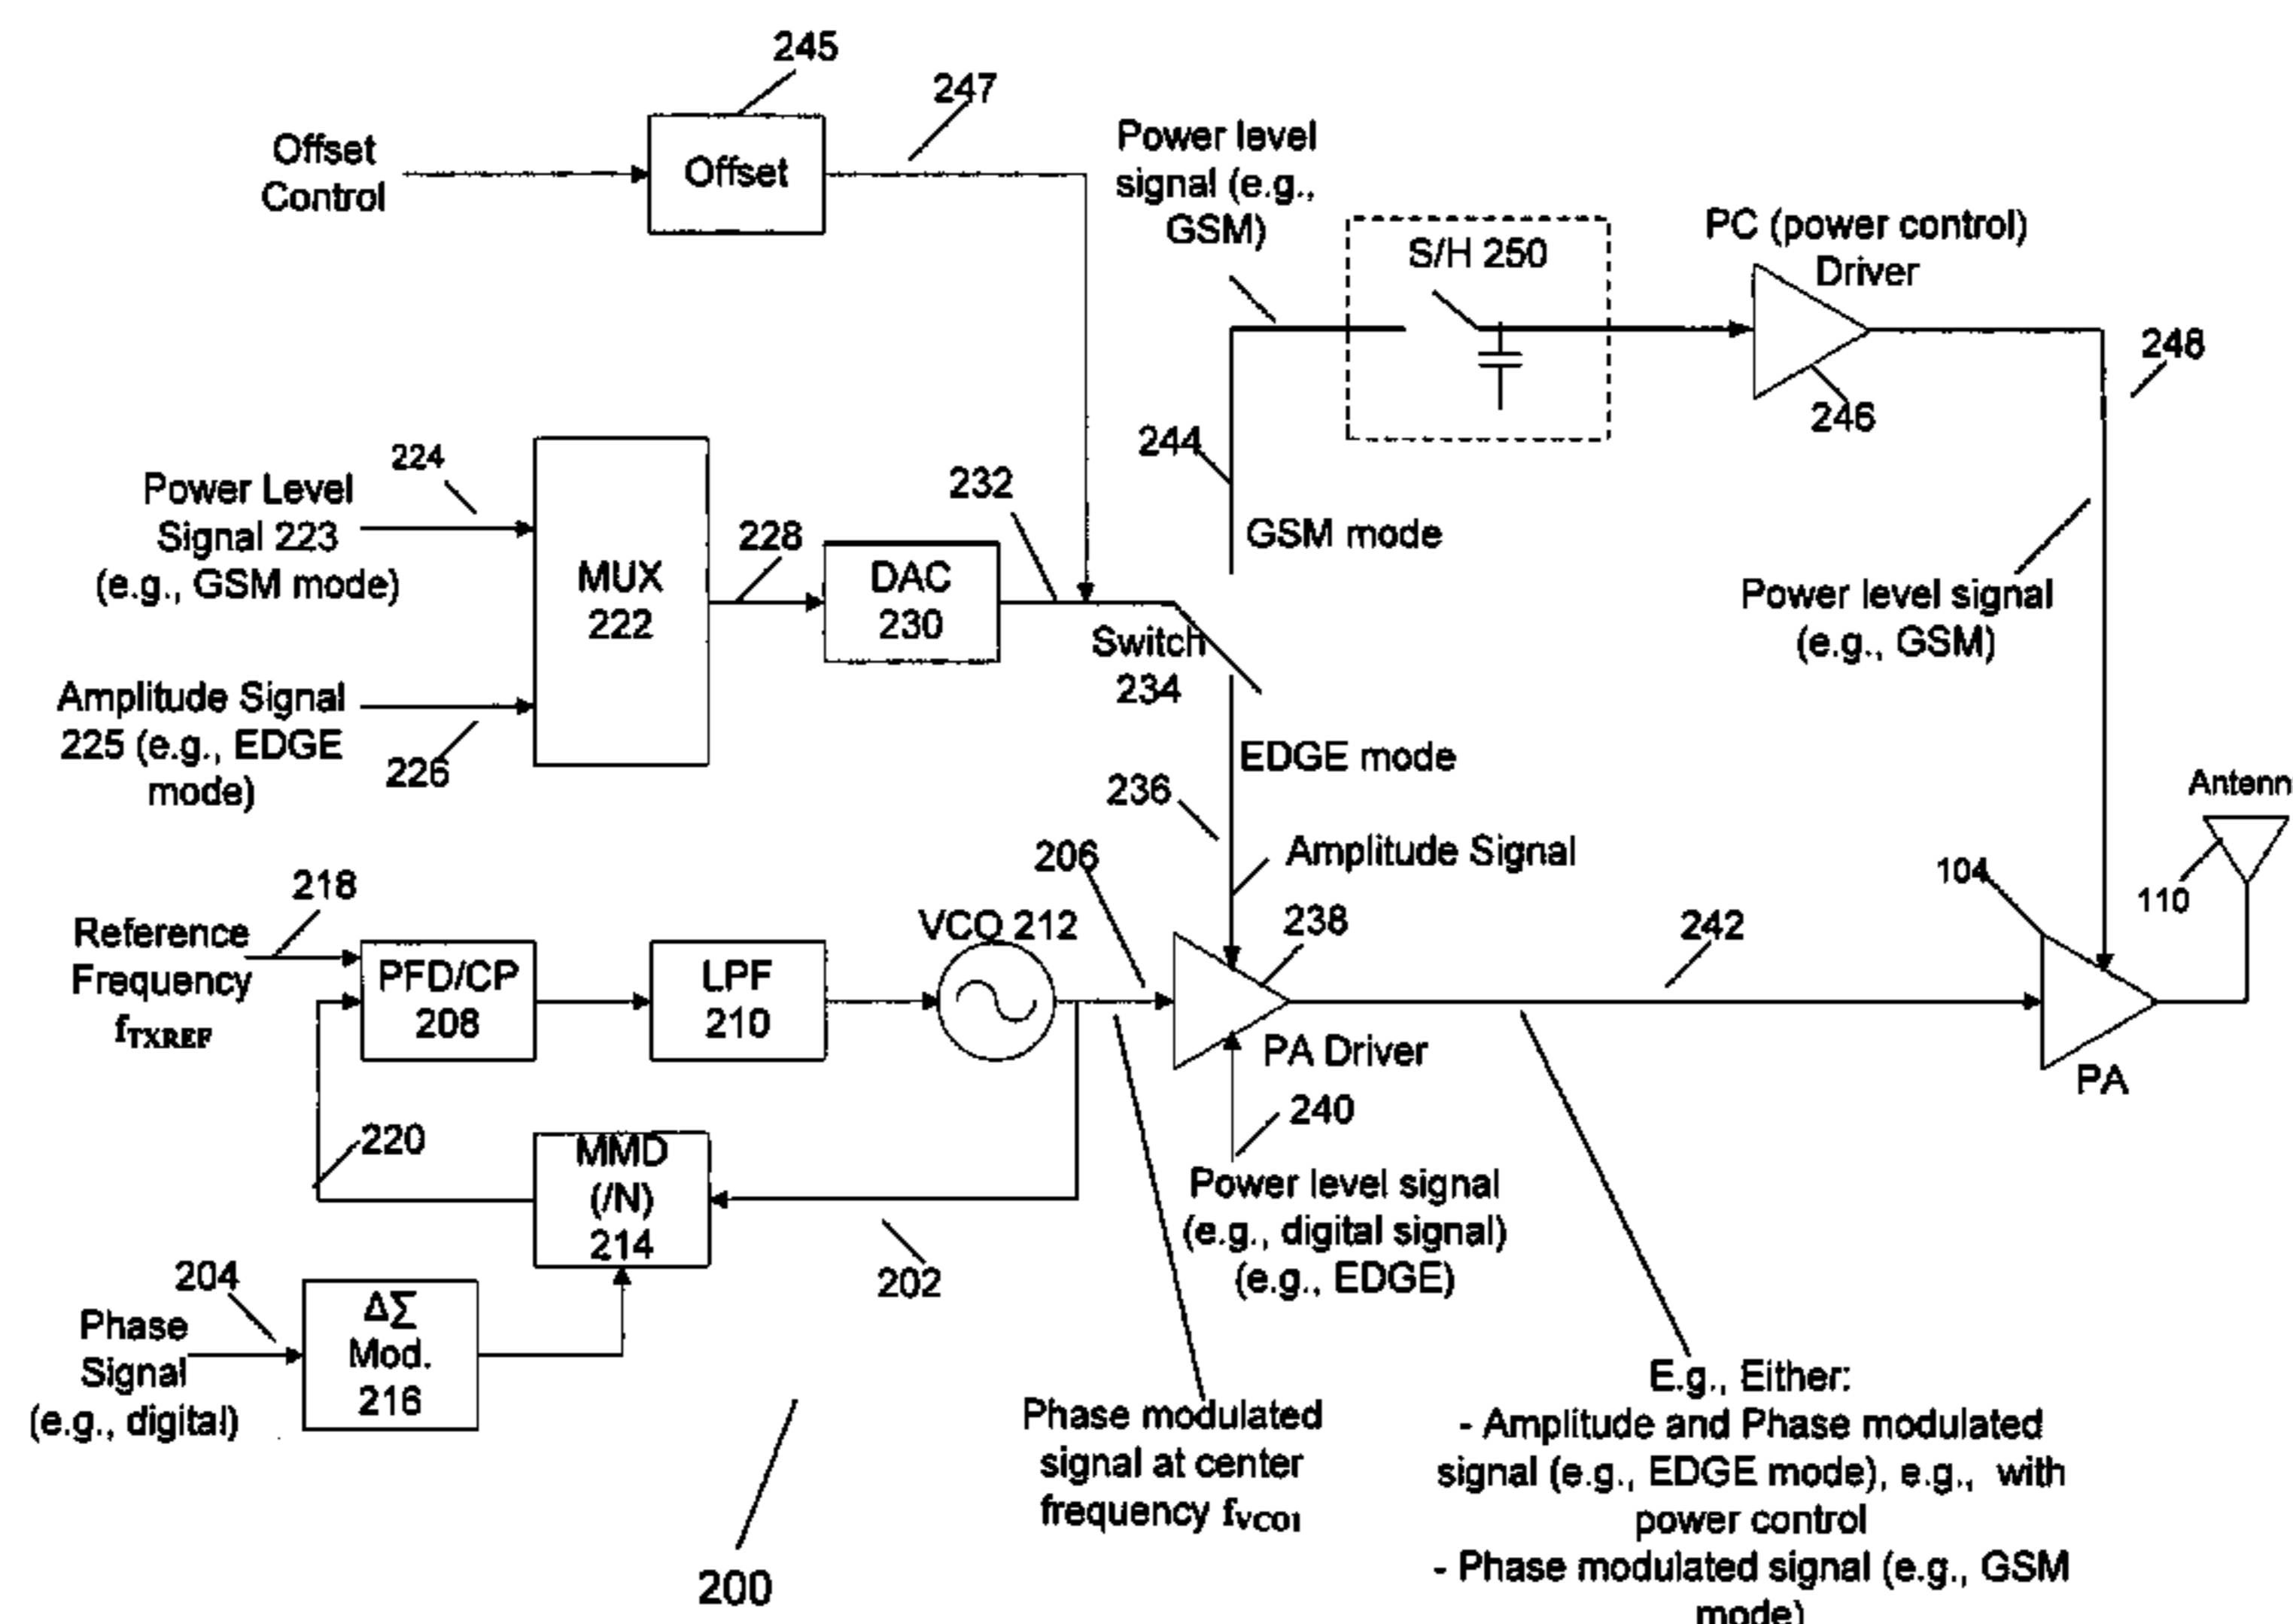 245
247
Offset
Control
Offset
Power level
signal (e.g.,
GSM)
S/H 250
PC (power control)
Driver
246
248
244
GSM mode
Power level signal
(e.g., GSM)
224
Power Level
Signal 223
(e.g., GSM mode)
Amplitude Signal
225 (e.g., EDGE
mode)
226
MUX
222
228
DAC
230
232
Switch
234
EDGE mode
236
Amplitude Signal
Antenn
110
104
PA
218
Reference
Frequency
fTXREF
PFD/CP
208
LPF
210
VCO 212
206
238
PA Driver
242
240
Power level signal
(e.g., digital signal)
(e.g., EDGE)
220
MMD
(/N)
214
202
204
Phase
Signal
(e.g., digital)
ΔΣ
Mod.
216
200
Phase modulated
signal at center
frequency fVCO1
E.g., Either:
- Amplitude and Phase modulated
signal (e.g., EDGE mode), e.g., with
power control
- Phase modulated signal (e.g., GSM
mode)